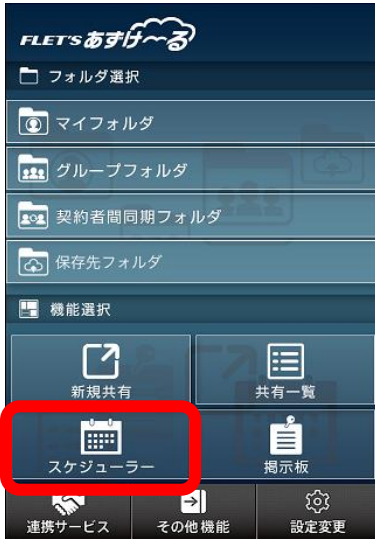 FLET'S あずけ～る
フォルダ選択
マイフォルダ
グループフォルダ
契約者間同期フォルダ
保存先フォルダ
機能選択
新規共有
共有一覧
スケジューラー
掲示板
連携サービス
その他機能
設定変更